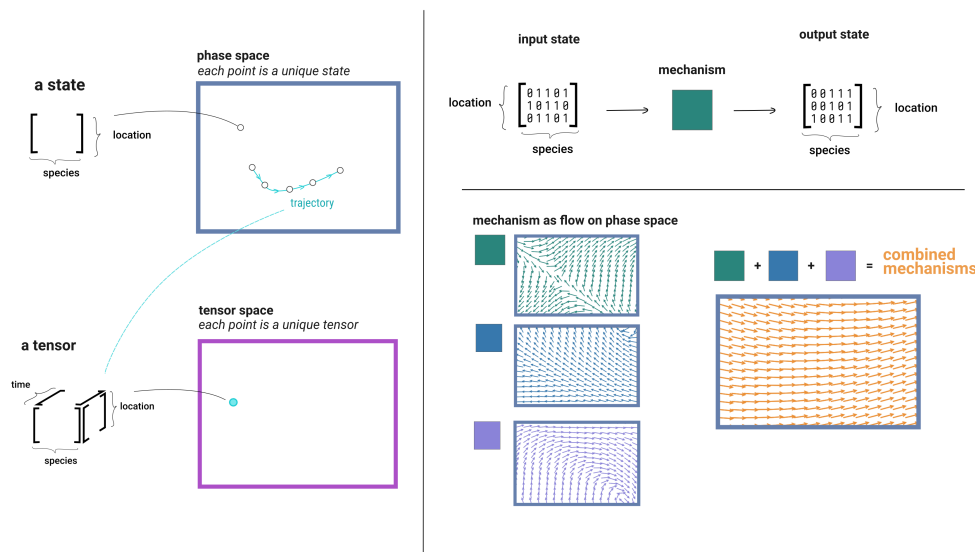 a state
location
species
phase space
each point is a unique state
trajectory
a tensor
time
location
species
tensor space
each point is a unique tensor
input state
location
01101
10110
01101
species
mechanism
output state
00111
00101
10011
location
species
mechanism as flow on phase space
+ + = combined
mechanisms